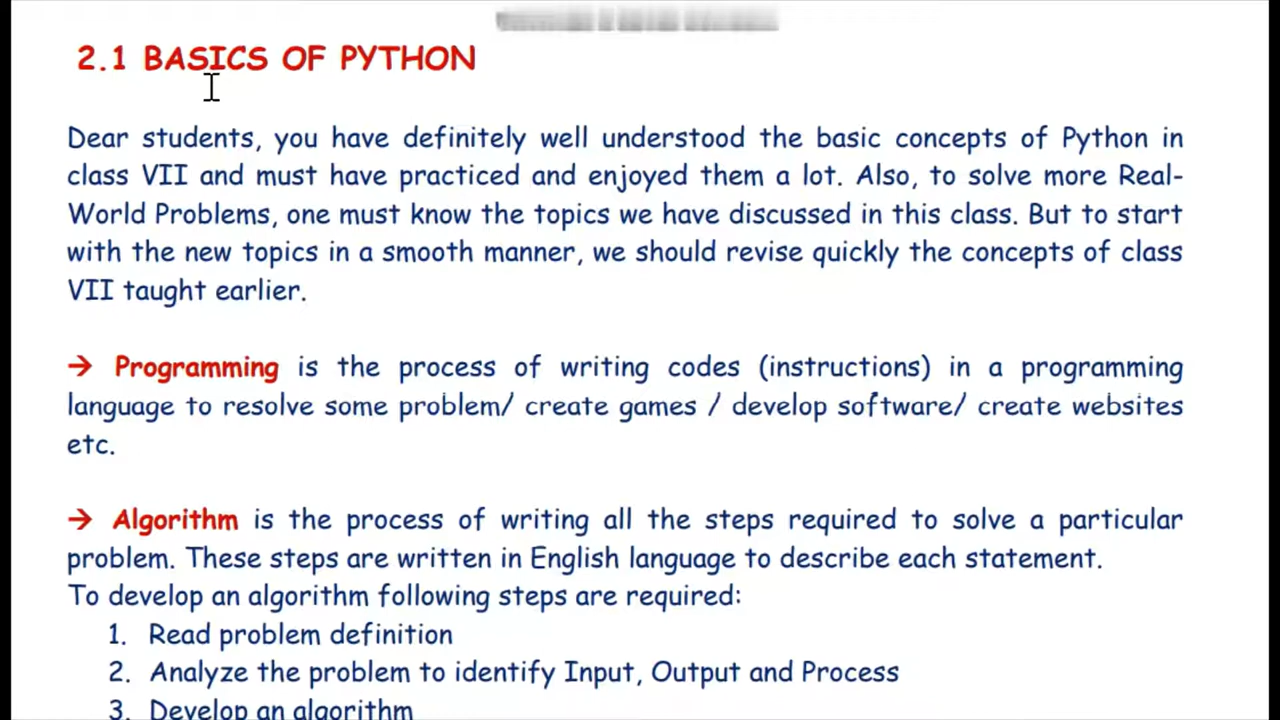 2.1 BASICS OF PYTHON
Dear students, you have definitely well understood the basic concepts of Python in
class VII and must have practiced and enjoyed them a lot. Also, to solve more Real-
World Problems, one must know the topics we have discussed in this class. But to start
with the new topics in a smooth manner, we should revise quickly the concepts of class
VII taught earlier.
→ Programming is the process of writing codes (instructions) in a programming
language to resolve some problem/ create games / develop software/ create websites
etc.
→ Algorithm is the process of writing all the steps required to solve a particular
problem. These steps are written in English language to describe each statement.
To develop an algorithm following steps are required:
1. Read problem definition
2. Analyze the problem to identify Input, Output and Process
3. Develop an algorithm